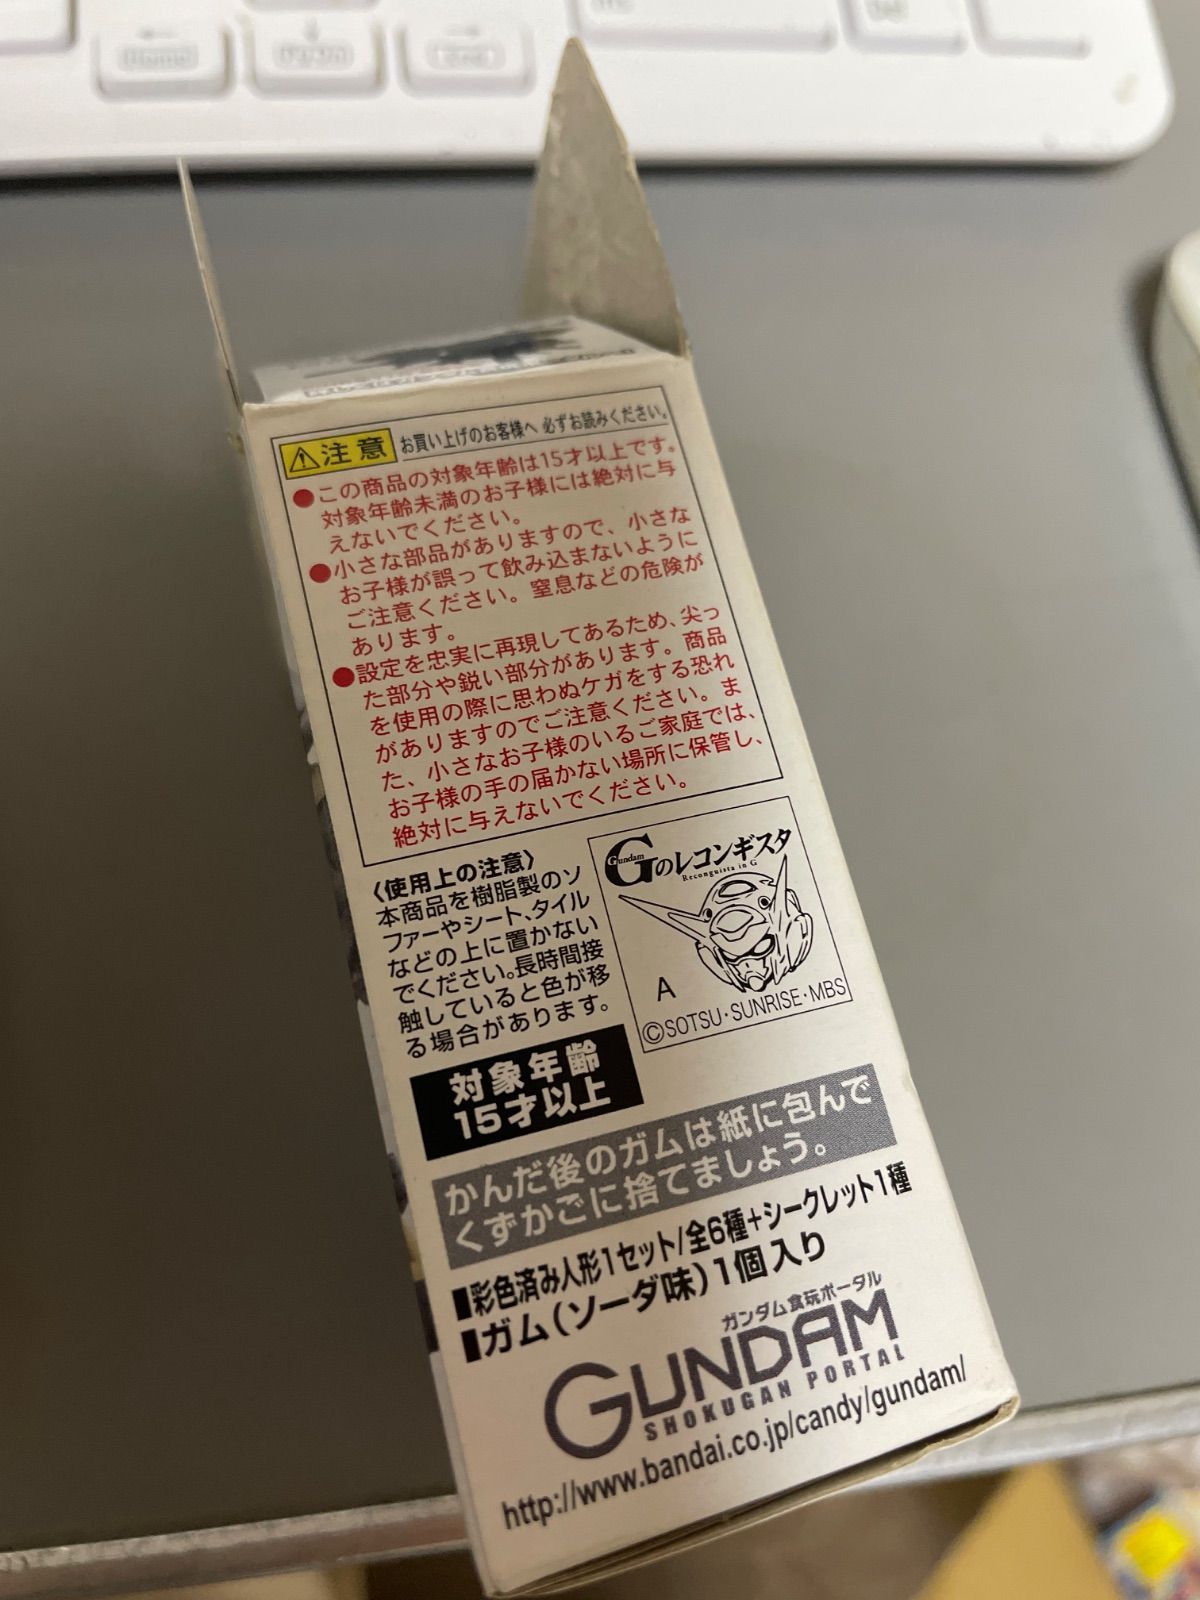 Home
End
⚠注意 お買い上げのお客様へ 必ずお読みください。
●この商品の対象年齢は15才以上です。
対象年齢未満のお子様には絶対に与
えないでください。
●小さな部品がありますので、小さな
お子様が誤って飲み込まないように
ご注意ください。窒息などの危険が
あります。
●設定を忠実に再現してあるため、尖っ
た部分や鋭い部分があります。商品
を使用の際に思わぬケガをする恐れ
がありますのでご注意ください。ま
た、小さなお子様のいるご家庭では、
お子様の手の届かない場所に保管し、
絶対に与えないでください。
〈使用上の注意〉
本商品を樹脂製のソ
ファーやシート、タイル
などの上に置かない
でください。長時間接
触していると色が移
る場合があります。
Gundam
Gのレコンギスタ
Reconguista in G
A
©SOTSU・SUNRISE・MBS
対象年齢
15才以上
かんだ後のガムは紙に包んで
くずかごに捨てましょう。
■彩色済み人形1セット/全6種+シークレット1種
■ガム(ソーダ味)1個入り
ガンダム食玩ポータル
GUNDAM
SHOKUGAN PORTAL
http://www.bandai.co.jp/candy/gundam/